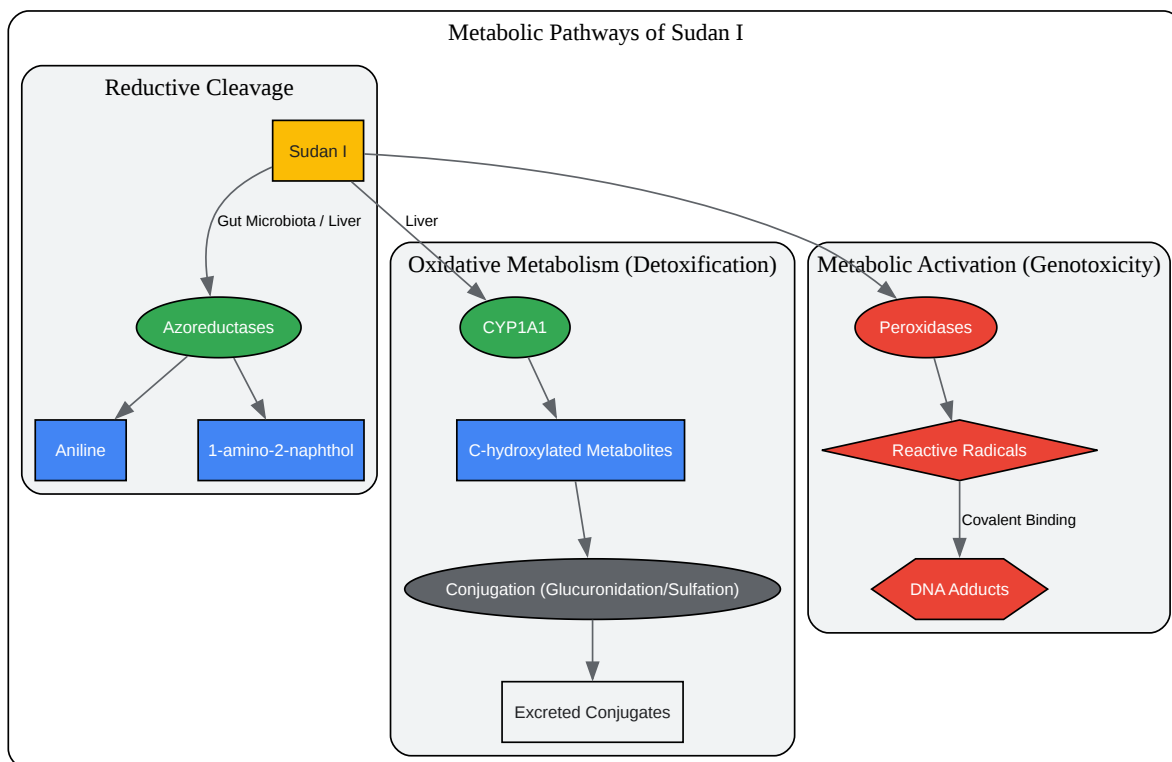 Metabolic Pathways of Sudan I
Reductive Cleavage
Sudan I
Gut Microbiota / Liver
Liver
Oxidative Metabolism (Detoxification)
Metabolic Activation (Genotoxicity)
Azoreductases
CYP1A1
Peroxidases
Aniline
1-amino-2-naphthol
C-hydroxylated Metabolites
Reactive Radicals
Covalent Binding
Conjugation (Glucuronidation/Sulfation)
DNA Adducts
Excreted Conjugates